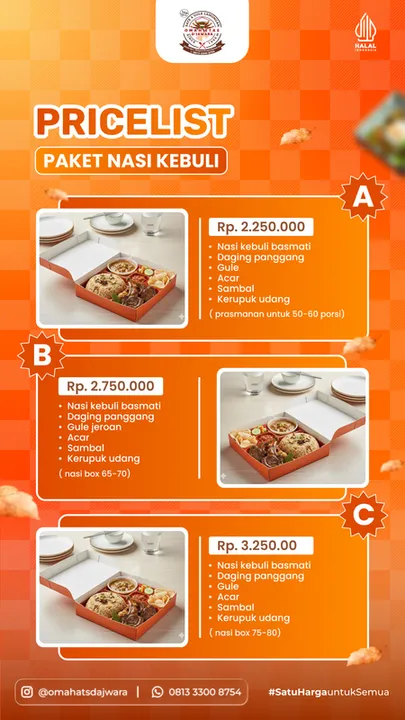 OMAHATSA
D'JAWARA
HALAL
INDONESIA
PRICELIST
PAKET NASI KEBULI
A
Rp. 2.250.000
• Nasi kebuli basmati
• Daging panggang
• Gule
• Acar
• Sambal
• Kerupuk udang
( prasmanan untuk 50-60 porsi)
B
Rp. 2.750.000
• Nasi kebuli basmati
• Daging panggang
• Gule jeroan
• Acar
• Sambal
• Kerupuk udang
( nasi box 65-70)
C
Rp. 3.250.00
• Nasi kebuli basmati
• Daging panggang
• Gule
• Acar
• Sambal
• Kerupuk udang
( nasi box 75-80)
@omahatsdajwara | 0813 3300 8754 #SatuHargauntukSemua